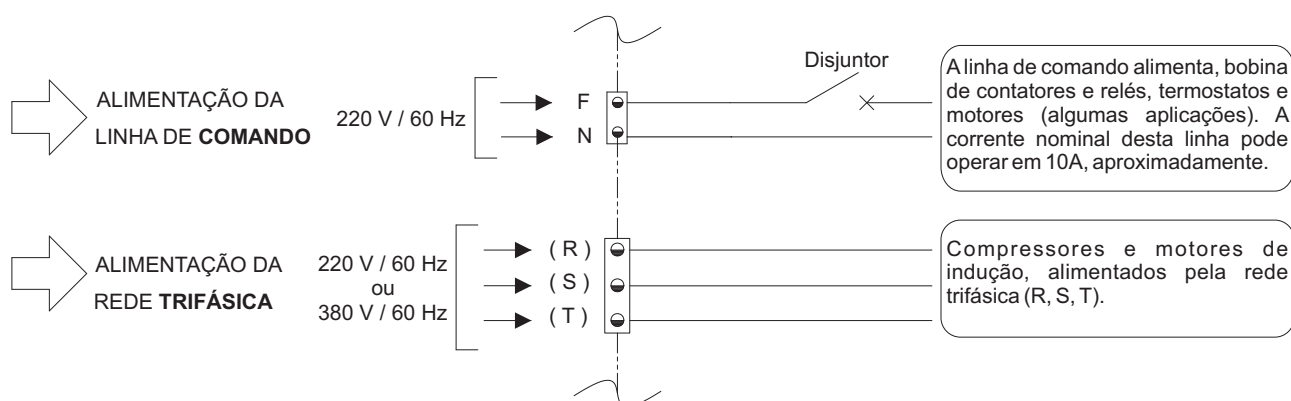 Disjuntor
ALIMENTAÇÃO DA
LINHA DE COMANDO
220 V / 60 Hz
F
N
A linha de comando alimenta, bobina
de contatores e relés, termostatos e
motores (algumas aplicações). A
corrente nominal desta linha pode
operar em 10A, aproximadamente.
ALIMENTAÇÃO DA
REDE TRIFÁSICA
220 V / 60 Hz
ou
380 V / 60 Hz
( R )
( S )
( T )
Compressores e motores de
indução, alimentados pela rede
trifásica (R, S, T).